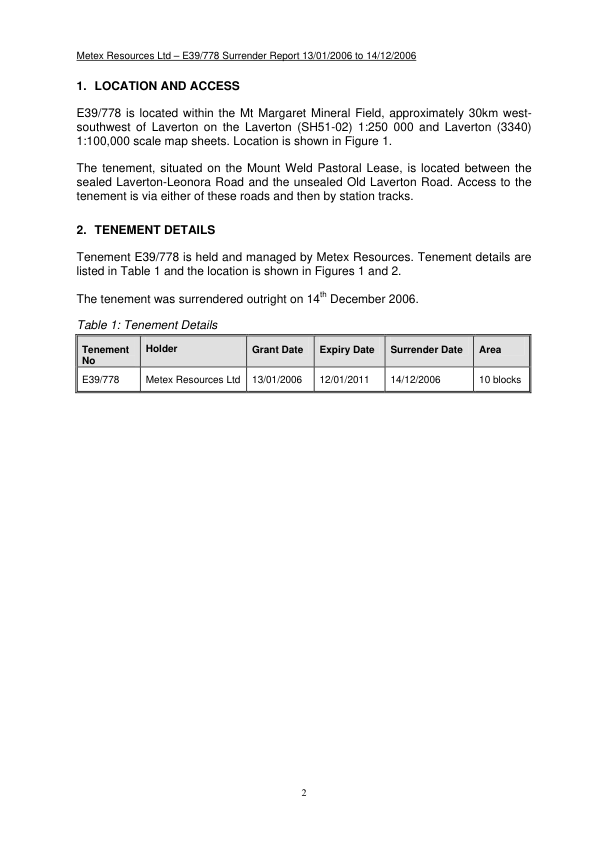 Metex Resources Ltd – E39/778 Surrender Report 13/01/2006 to 14/12/2006
1. LOCATION AND ACCESS
E39/778 is located within the Mt Margaret Mineral Field, approximately 30km west-
southwest of Laverton on the Laverton (SH51-02) 1:250 000 and Laverton (3340)
1:100,000 scale map sheets. Location is shown in Figure 1.
The tenement, situated on the Mount Weld Pastoral Lease, is located between the
sealed Laverton-Leonora Road and the unsealed Old Laverton Road. Access to the
tenement is via either of these roads and then by station tracks.
2. TENEMENT DETAILS
Tenement E39/778 is held and managed by Metex Resources. Tenement details are
listed in Table 1 and the location is shown in Figures 1 and 2.
The tenement was surrendered outright on 14th December 2006.
Table 1: Tenement Details
Tenement No Holder Grant Date Expiry Date Surrender Date Area
E39/778 Metex Resources Ltd 13/01/2006 12/01/2011 14/12/2006 10 blocks
2